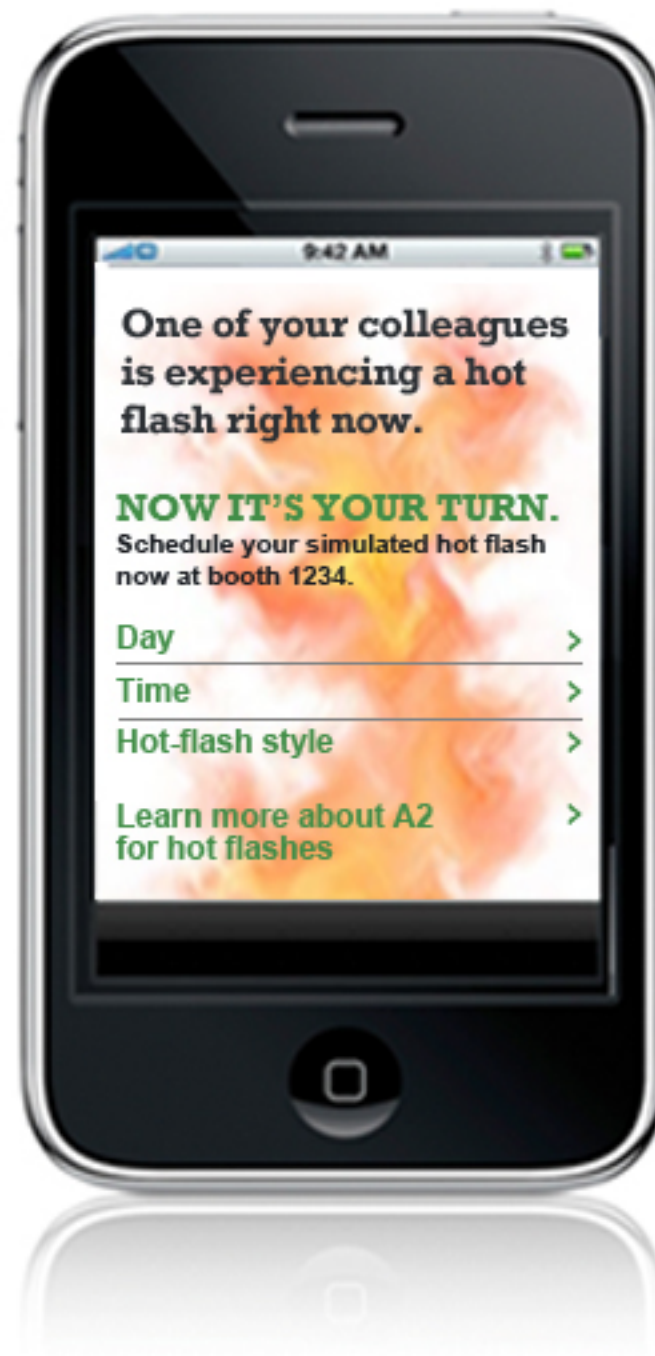 9:42 AM
One of your colleagues
is experiencing a hot
flash right now.
NOW IT'S YOUR TURN.
Schedule your simulated hot flash
now at booth 1234.
Day >
Time >
Hot-flash style >
Learn more about A2 >
for hot flashes